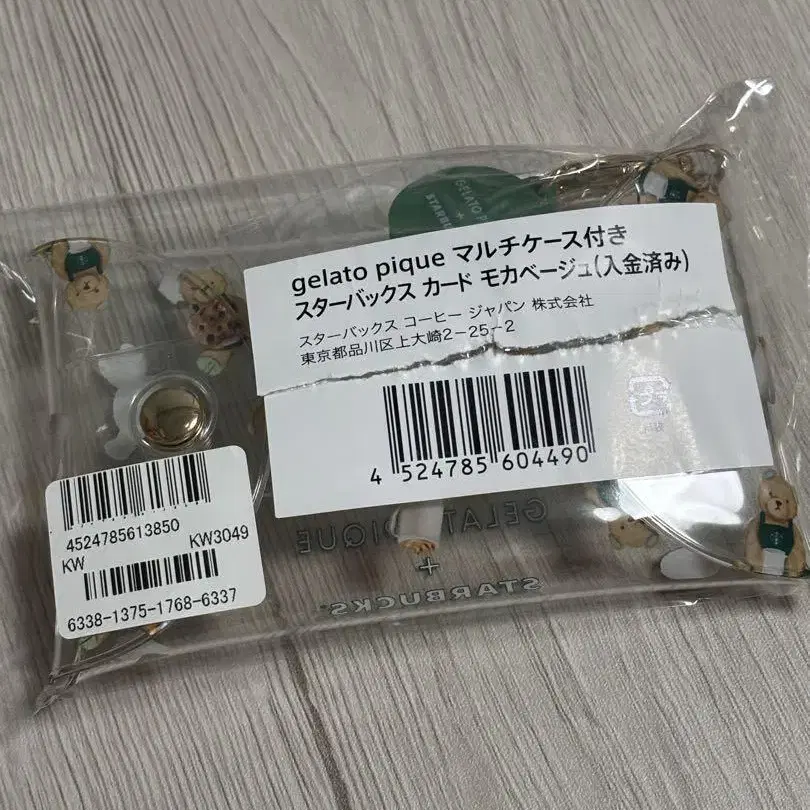 GELATO PIQUE
+
STARBUCKS
gelato pique マルチケース付き
スターバックス カード モカベージュ(入金済み)
スターバックス コーヒー ジャパン 株式会社
東京都品川区上大崎2-25-2
4 524785 604490
4524785613850
KW KW3049
6338-1375-1768-6337
GELATO PIQUE
+
STARBUCKS